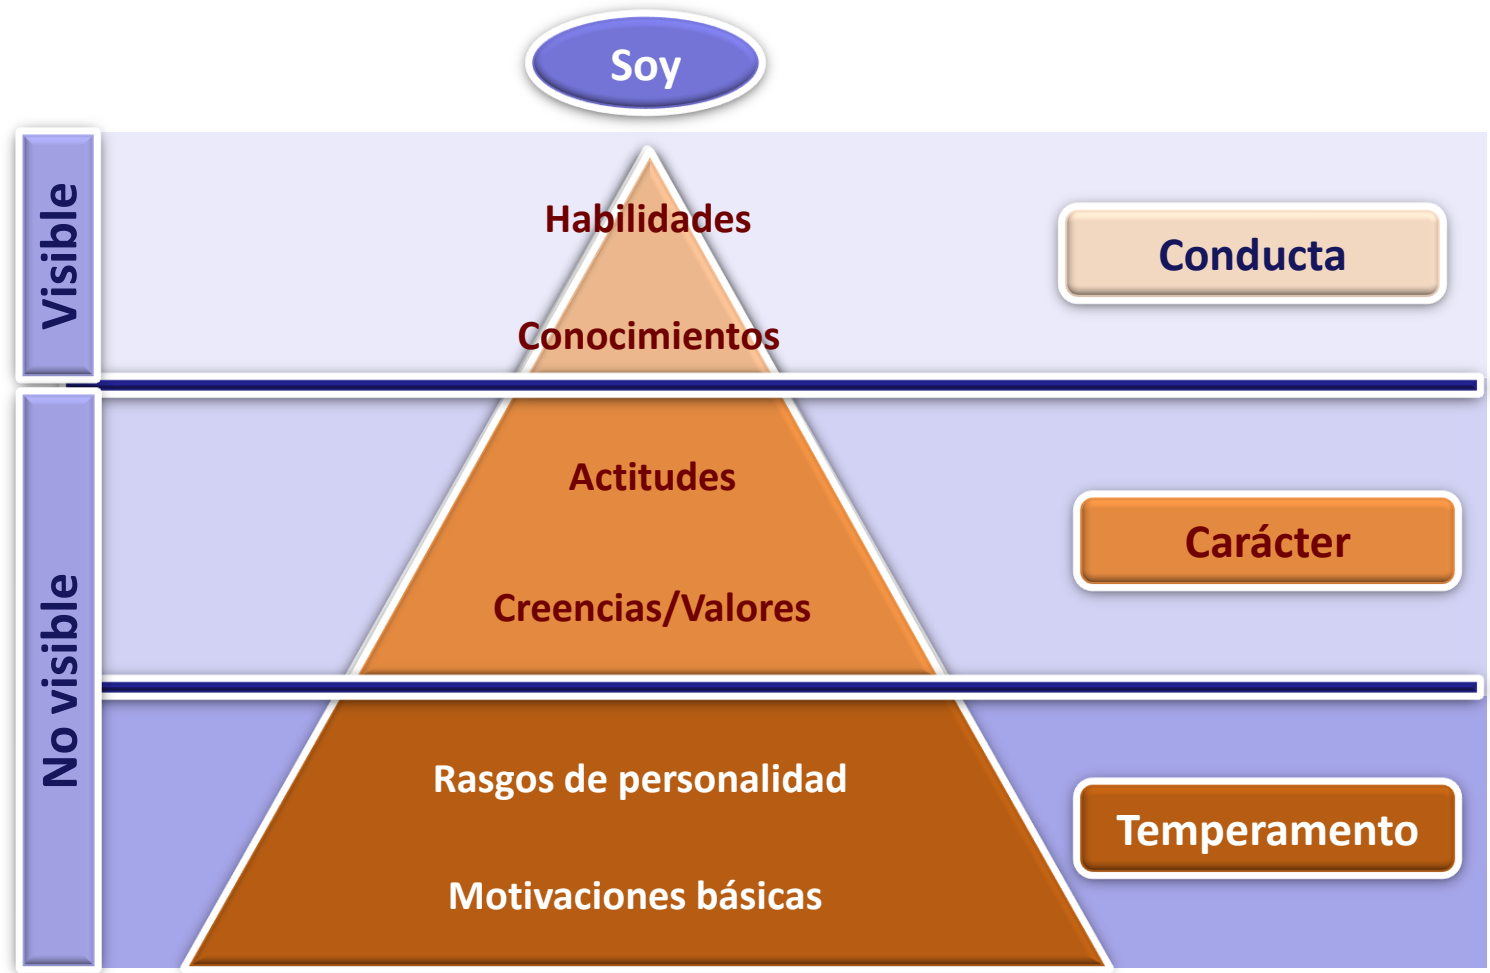 Soy
Visible
Habilidades
Conocimientos
Conducta
No visible
Actitudes
Creencias/Valores
Carácter
Rasgos de personalidad
Motivaciones básicas
Temperamento